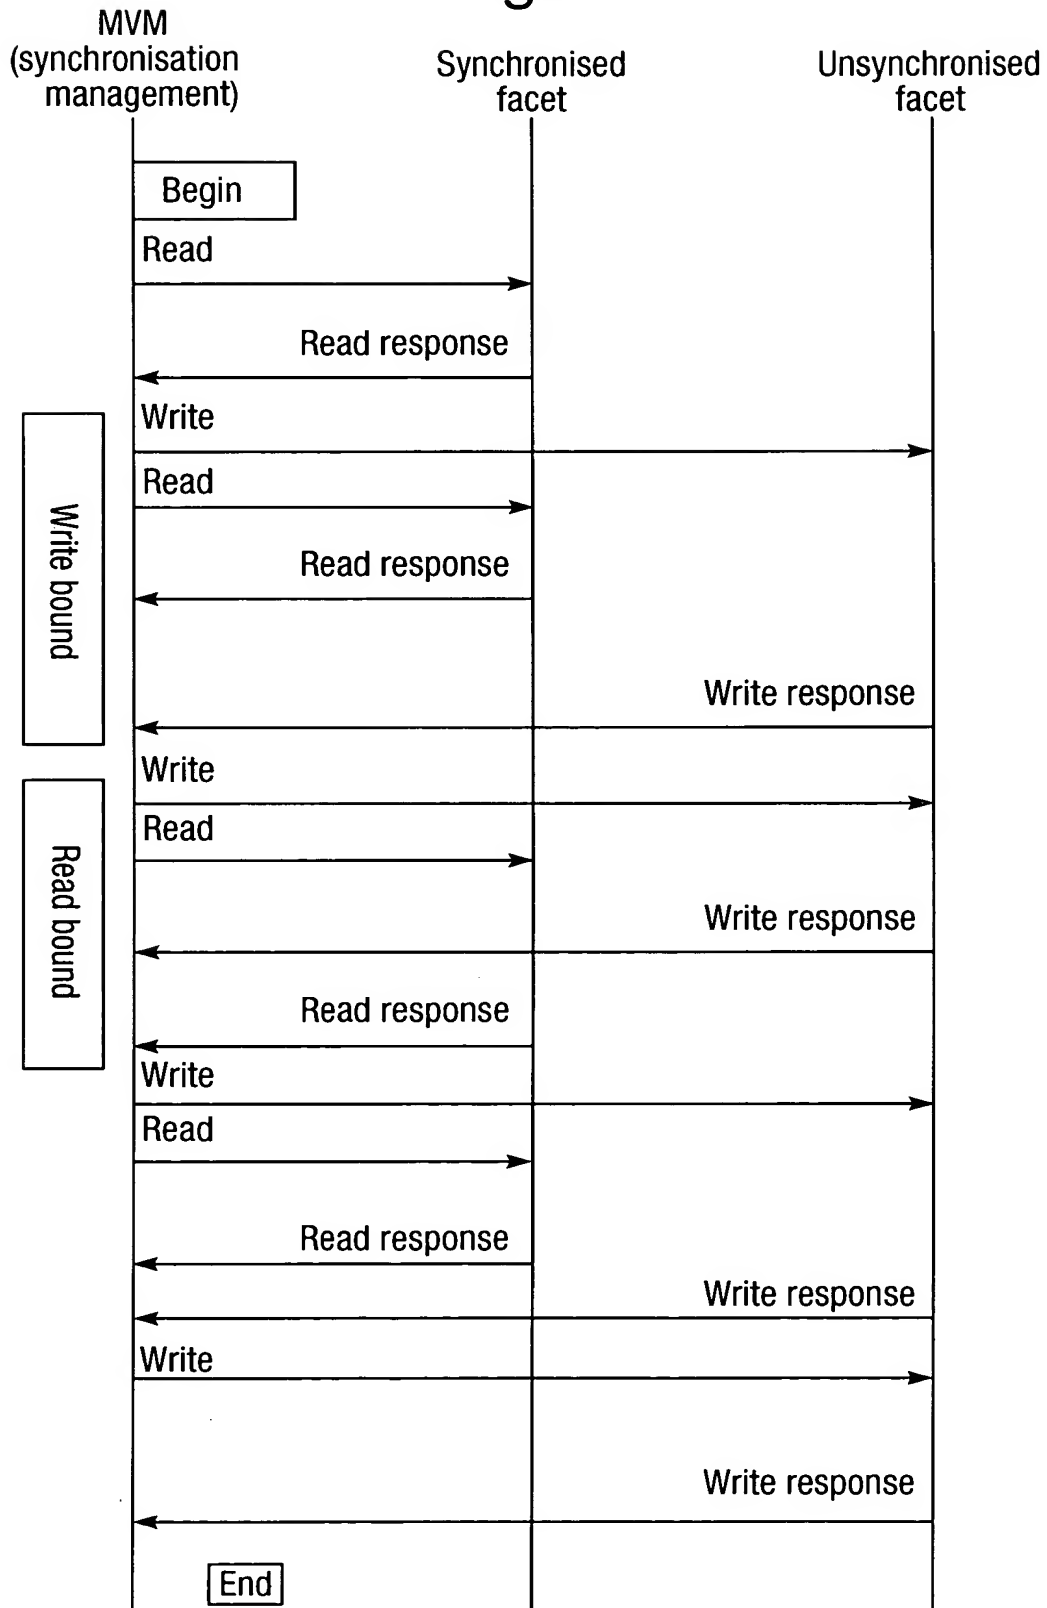 MVM
(synchronisation
management)
Synchronised
facet
Unsynchronised
facet
Begin
Read
Read response
Write
Read
Read response
Write bound
Write response
Write
Read
Read bound
Write response
Read response
Write
Read
Read response
Write response
Write
Write response
End